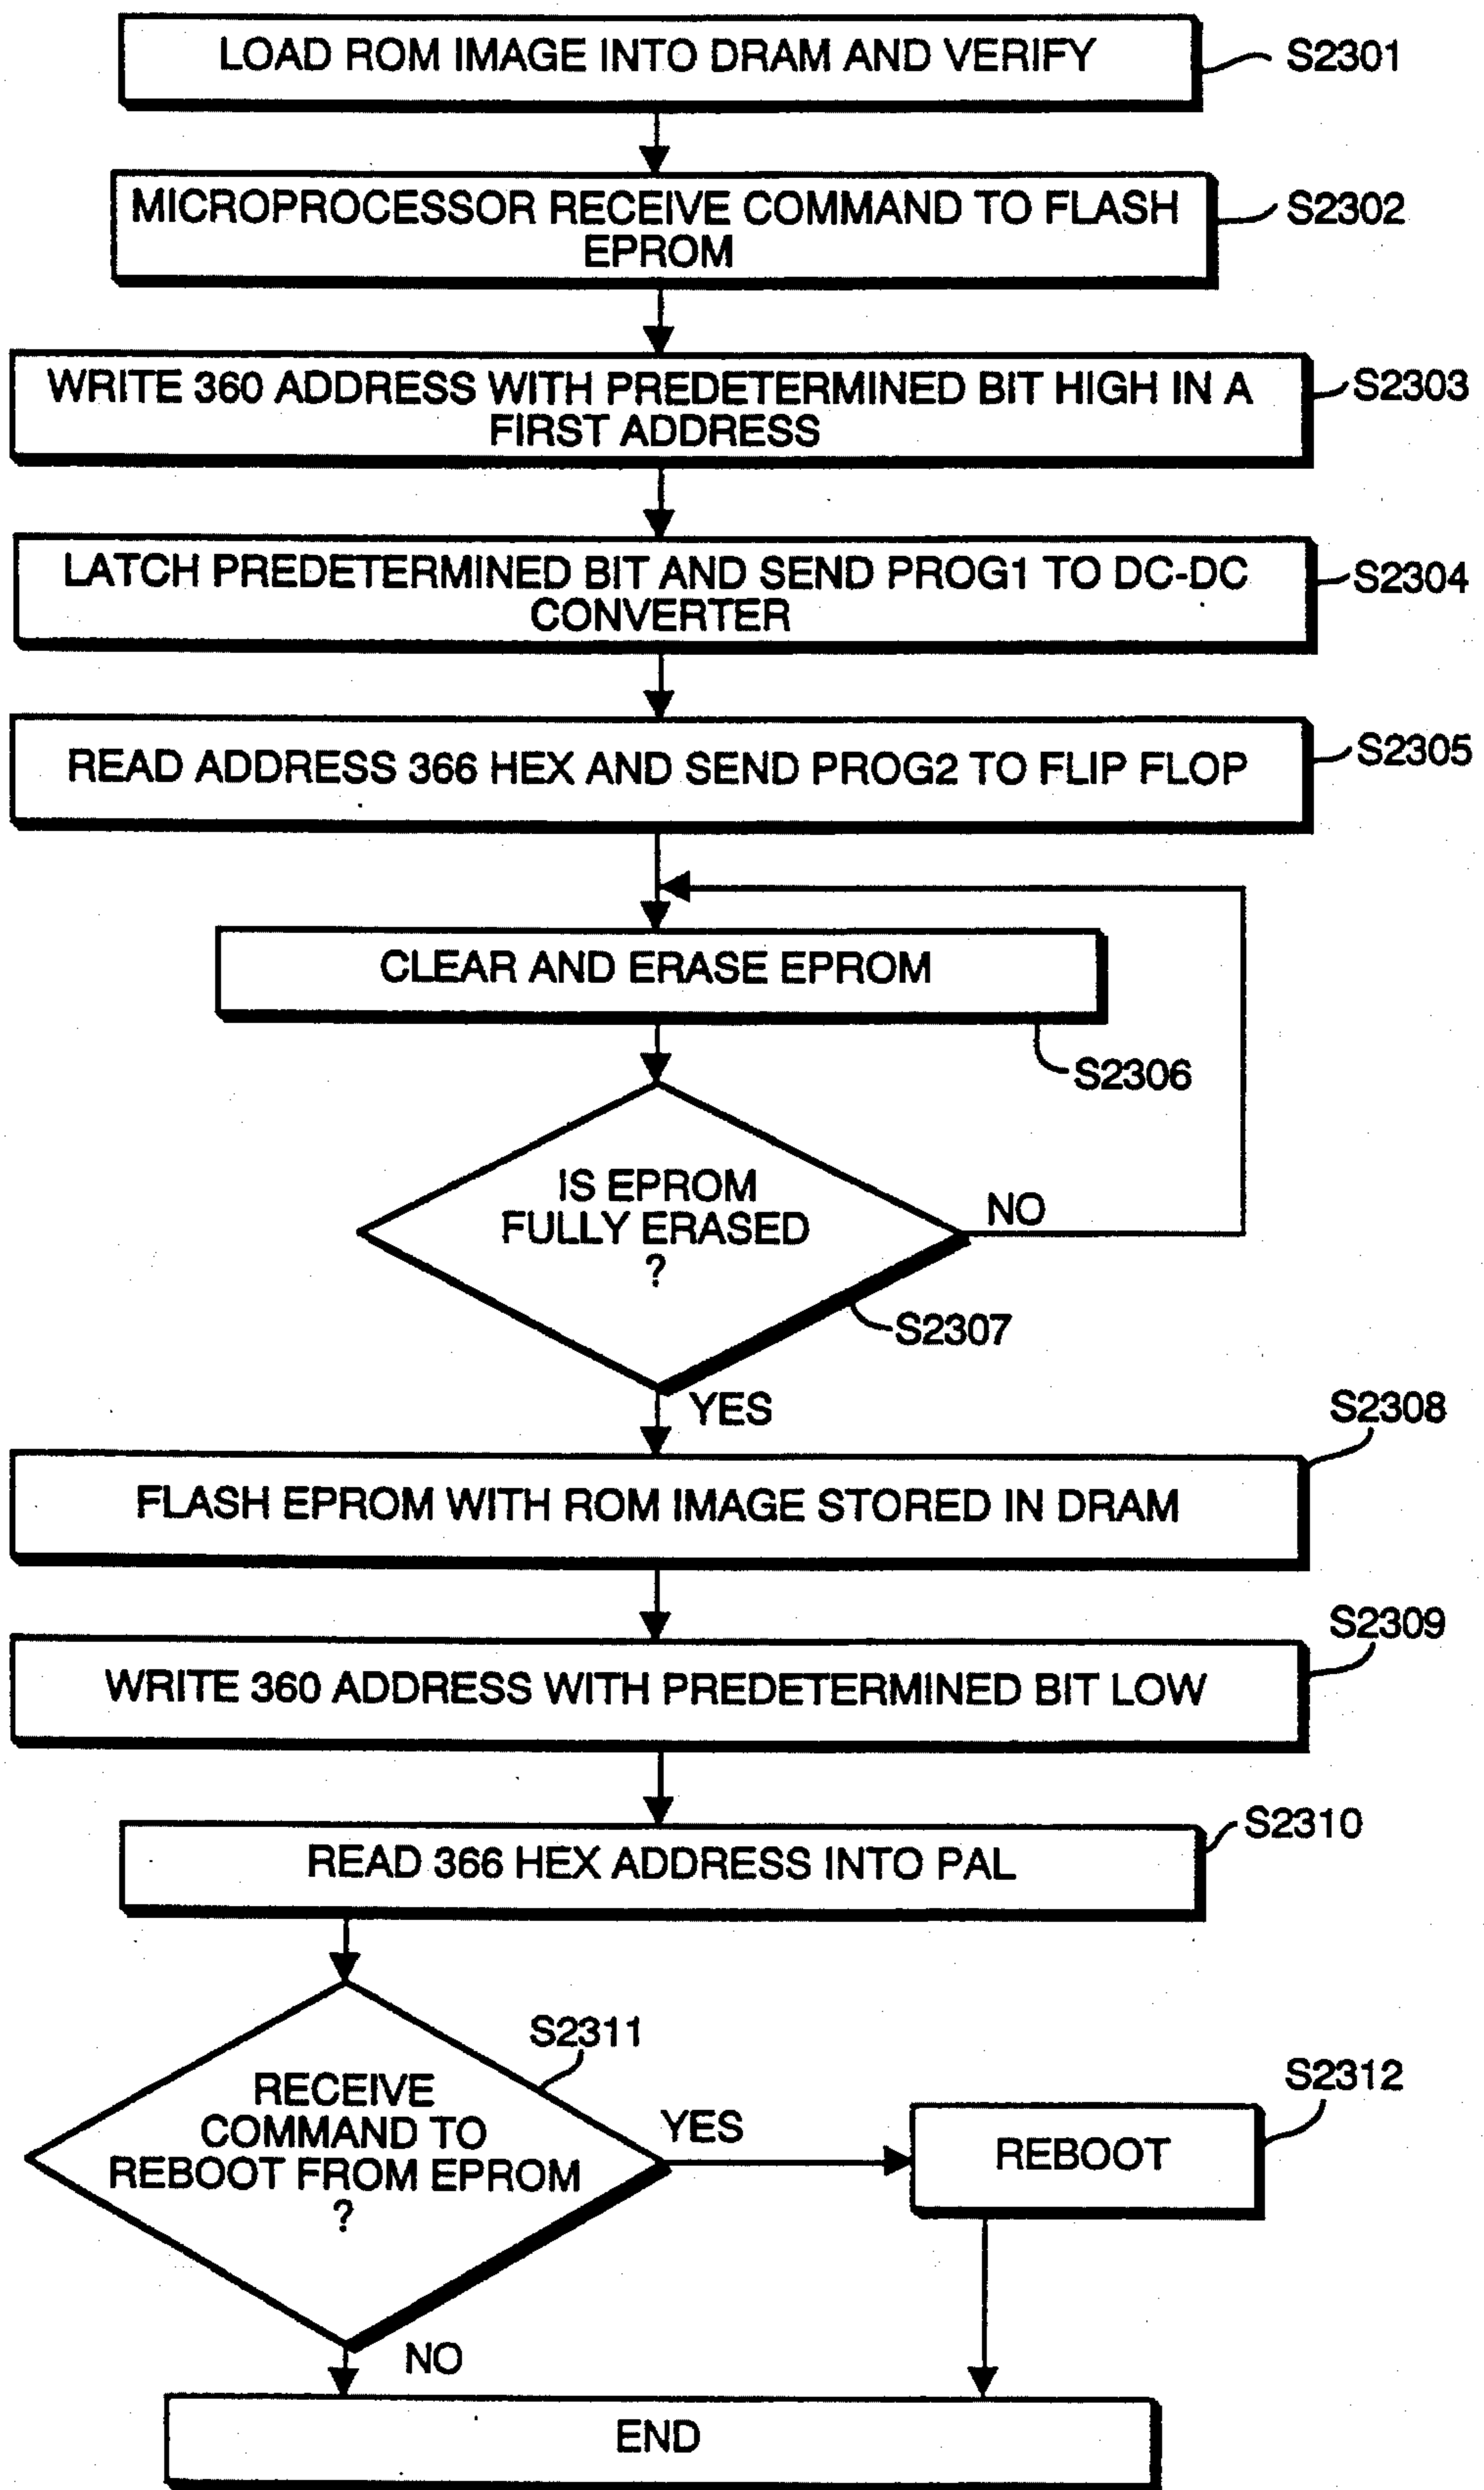 LOAD ROM IMAGE INTO DRAM AND VERIFY
S2301
MICROPROCESSOR RECEIVE COMMAND TO FLASH
EPROM
S2302
WRITE 360 ADDRESS WITH PREDETERMINED BIT HIGH IN A
FIRST ADDRESS
S2303
LATCH PREDETERMINED BIT AND SEND PROG1 TO DC-DC
CONVERTER
S2304
READ ADDRESS 366 HEX AND SEND PROG2 TO FLIP FLOP
S2305
CLEAR AND ERASE EPROM
S2306
IS EPROM
FULLY ERASED
?
NO
S2307
YES
S2308
FLASH EPROM WITH ROM IMAGE STORED IN DRAM
S2309
WRITE 360 ADDRESS WITH PREDETERMINED BIT LOW
S2310
READ 366 HEX ADDRESS INTO PAL
S2311
RECEIVE
COMMAND TO
REBOOT FROM EPROM
?
YES
S2312
REBOOT
NO
END